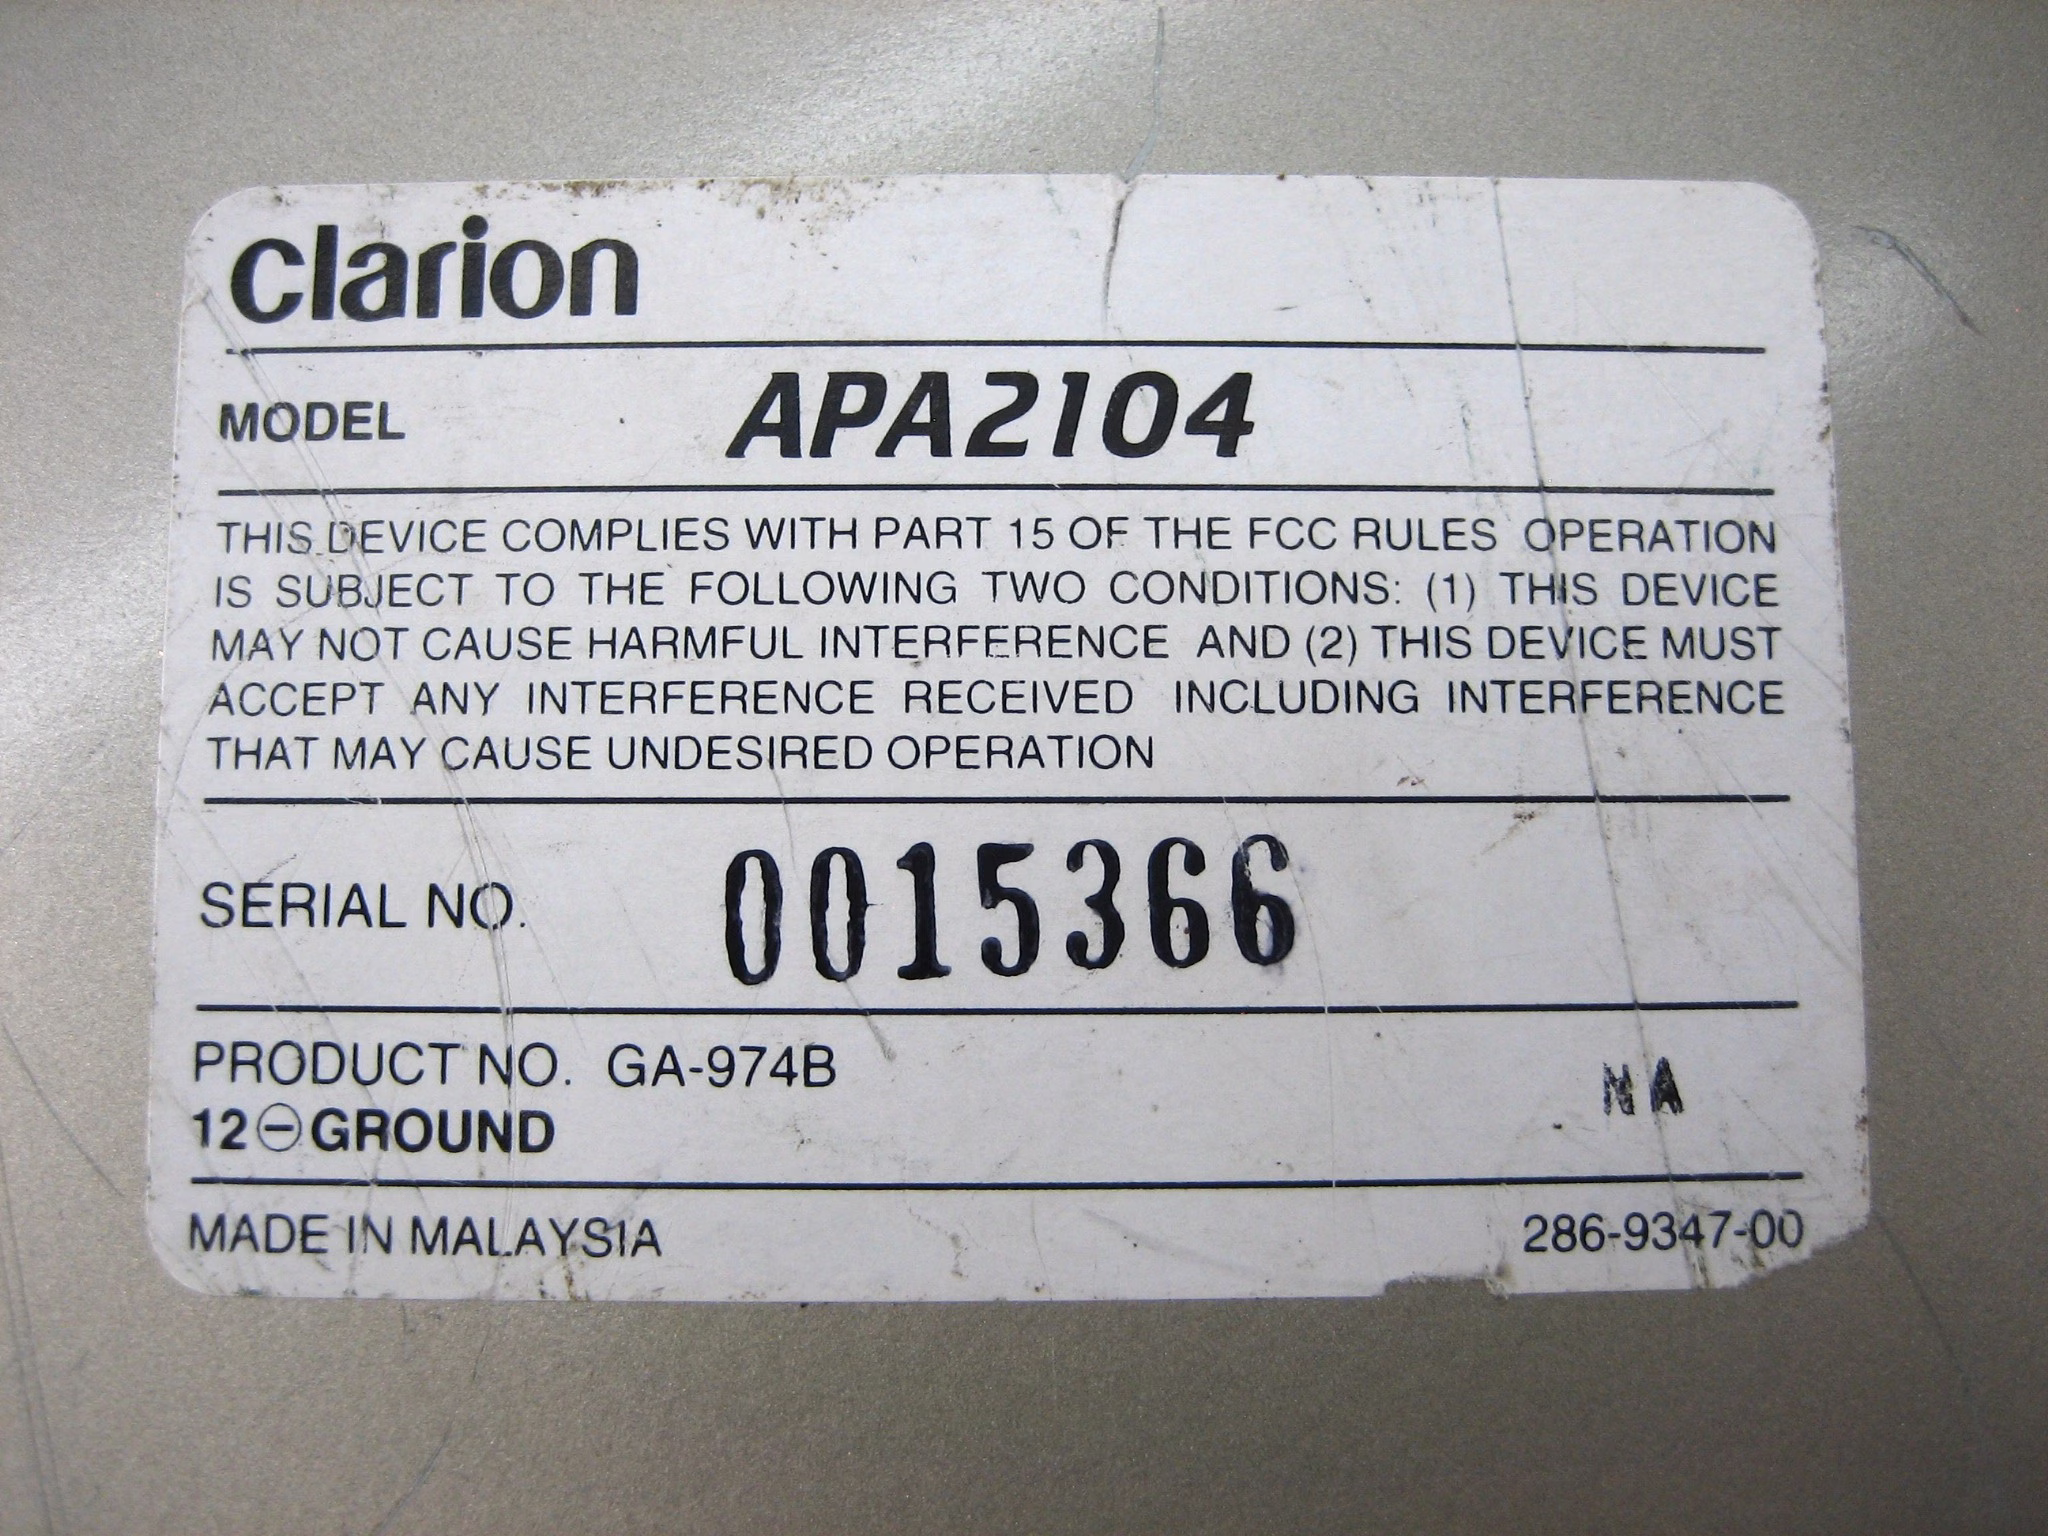 clarion
MODEL APA2104
THIS DEVICE COMPLIES WITH PART 15 OF THE FCC RULES OPERATION
IS SUBJECT TO THE FOLLOWING TWO CONDITIONS: (1) THIS DEVICE
MAY NOT CAUSE HARMFUL INTERFERENCE AND (2) THIS DEVICE MUST
ACCEPT ANY INTERFERENCE RECEIVED INCLUDING INTERFERENCE
THAT MAY CAUSE UNDESIRED OPERATION
SERIAL NO. 0015366
PRODUCT NO. GA-974B
NA
12⊖GROUND
MADE IN MALAYSIA 286-9347-00